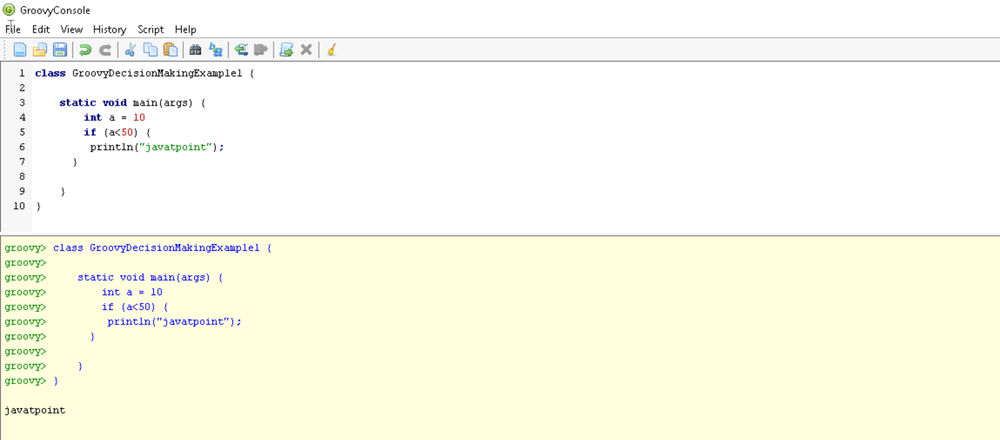 GroovyConsole
File Edit View History Script Help
1 class GroovyDecisionMakingExample1 {
2
3     static void main(args) {
4         int a = 10
5         if (a<50) {
6          println("javatpoint");
7       }
8
9     }
10 }
groovy> class GroovyDecisionMakingExample1 {
groovy>
groovy>     static void main(args) {
groovy>         int a = 10
groovy>         if (a<50) {
groovy>          println("javatpoint");
groovy>       }
groovy>
groovy>     }
groovy> }
javatpoint